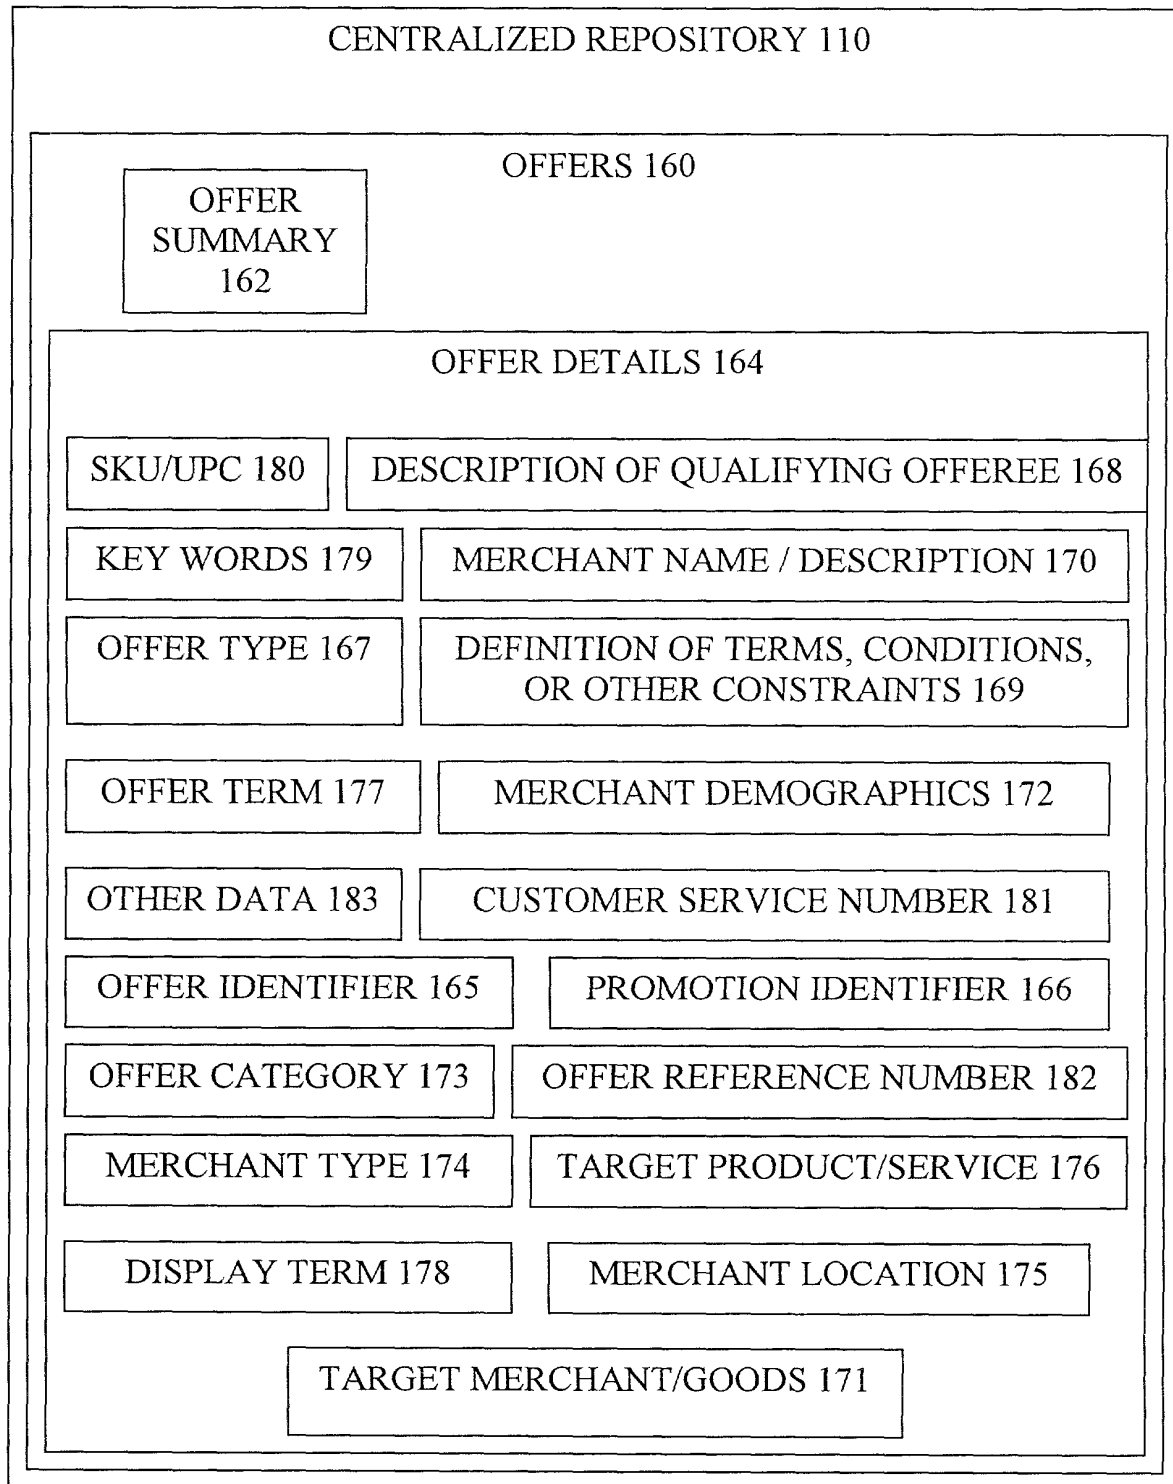 CENTRALIZED REPOSITORY 110
OFFERS 160
OFFER
SUMMARY
162
OFFER DETAILS 164
SKU/UPC 180
DESCRIPTION OF QUALIFYING OFFEREE 168
KEY WORDS 179
MERCHANT NAME / DESCRIPTION 170
OFFER TYPE 167
DEFINITION OF TERMS, CONDITIONS,
OR OTHER CONSTRAINTS 169
OFFER TERM 177
MERCHANT DEMOGRAPHICS 172
OTHER DATA 183
CUSTOMER SERVICE NUMBER 181
OFFER IDENTIFIER 165
PROMOTION IDENTIFIER 166
OFFER CATEGORY 173
OFFER REFERENCE NUMBER 182
MERCHANT TYPE 174
TARGET PRODUCT/SERVICE 176
DISPLAY TERM 178
MERCHANT LOCATION 175
TARGET MERCHANT/GOODS 171